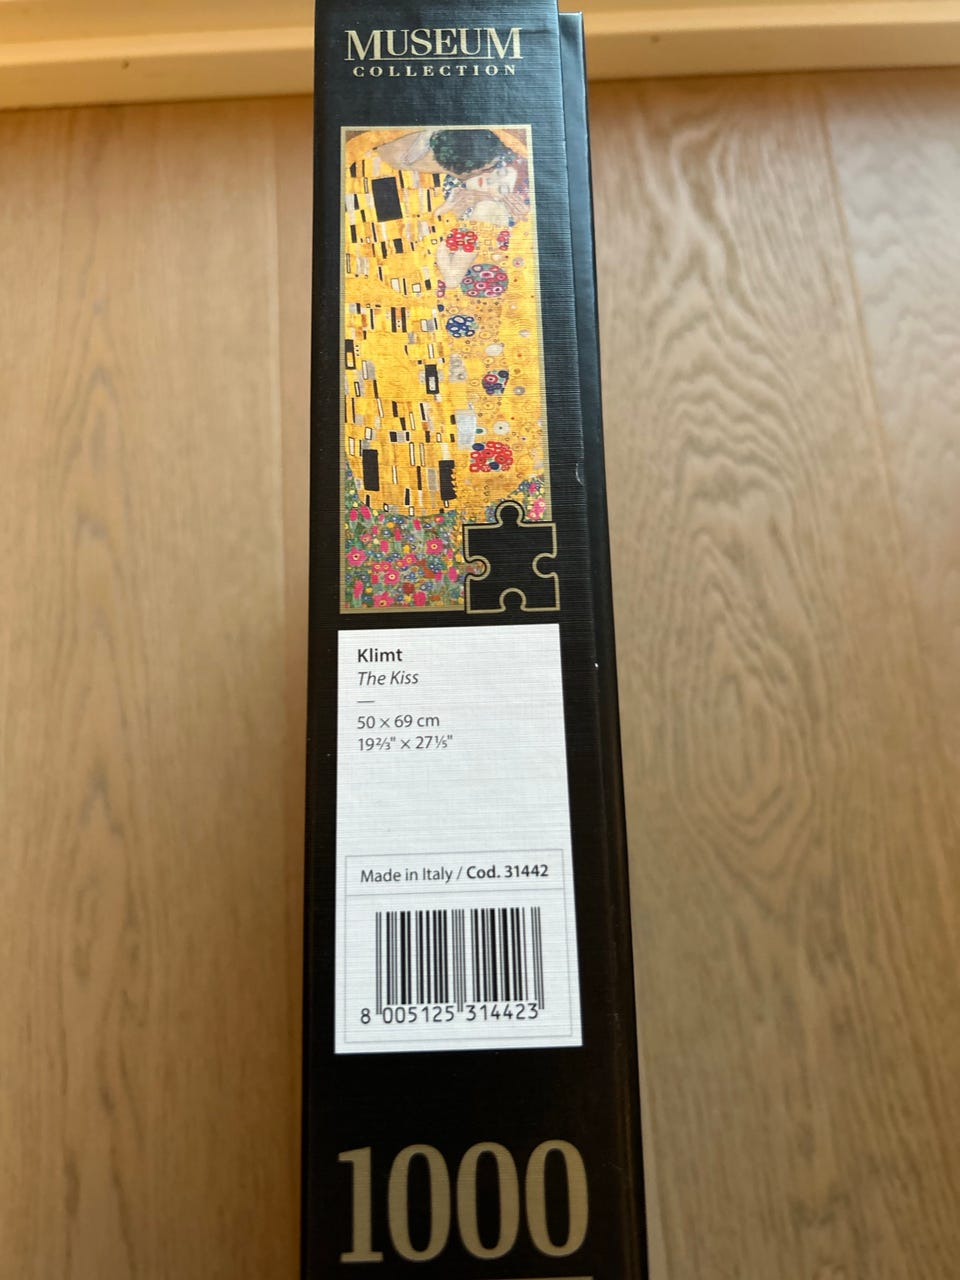 MUSEUM
COLLECTION
Klimt
The Kiss
—
50 × 69 cm
19⅔" × 27⅕"
Made in Italy / Cod. 31442
8 005125 314423
1000